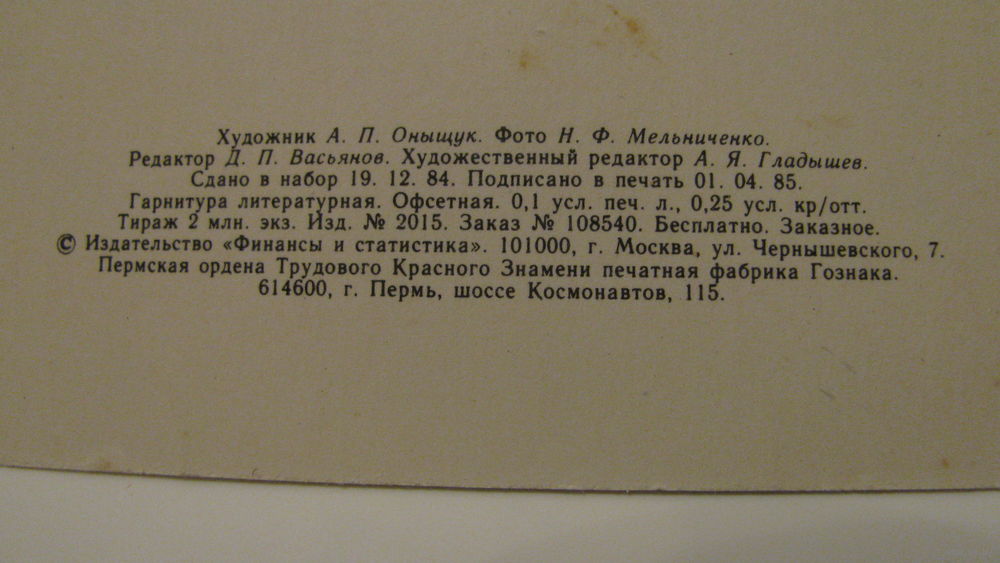 Художник А. П. Оныщук. Фото Н. Ф. Мельниченко.
Редактор Д. П. Васьянов. Художественный редактор А. Я. Гладышев.
Сдано в набор 19. 12. 84. Подписано в печать 01. 04. 85.
Гарнитура литературная. Офсетная. 0,1 усл. печ. л., 0,25 усл. кр/отт.
Тираж 2 млн. экз. Изд. № 2015. Заказ № 108540. Бесплатно. Заказное.
© Издательство «Финансы и статистика». 101000, г. Москва, ул. Чернышевского, 7.
Пермская ордена Трудового Красного Знамени печатная фабрика Гознака.
614600, г. Пермь, шоссе Космонавтов, 115.